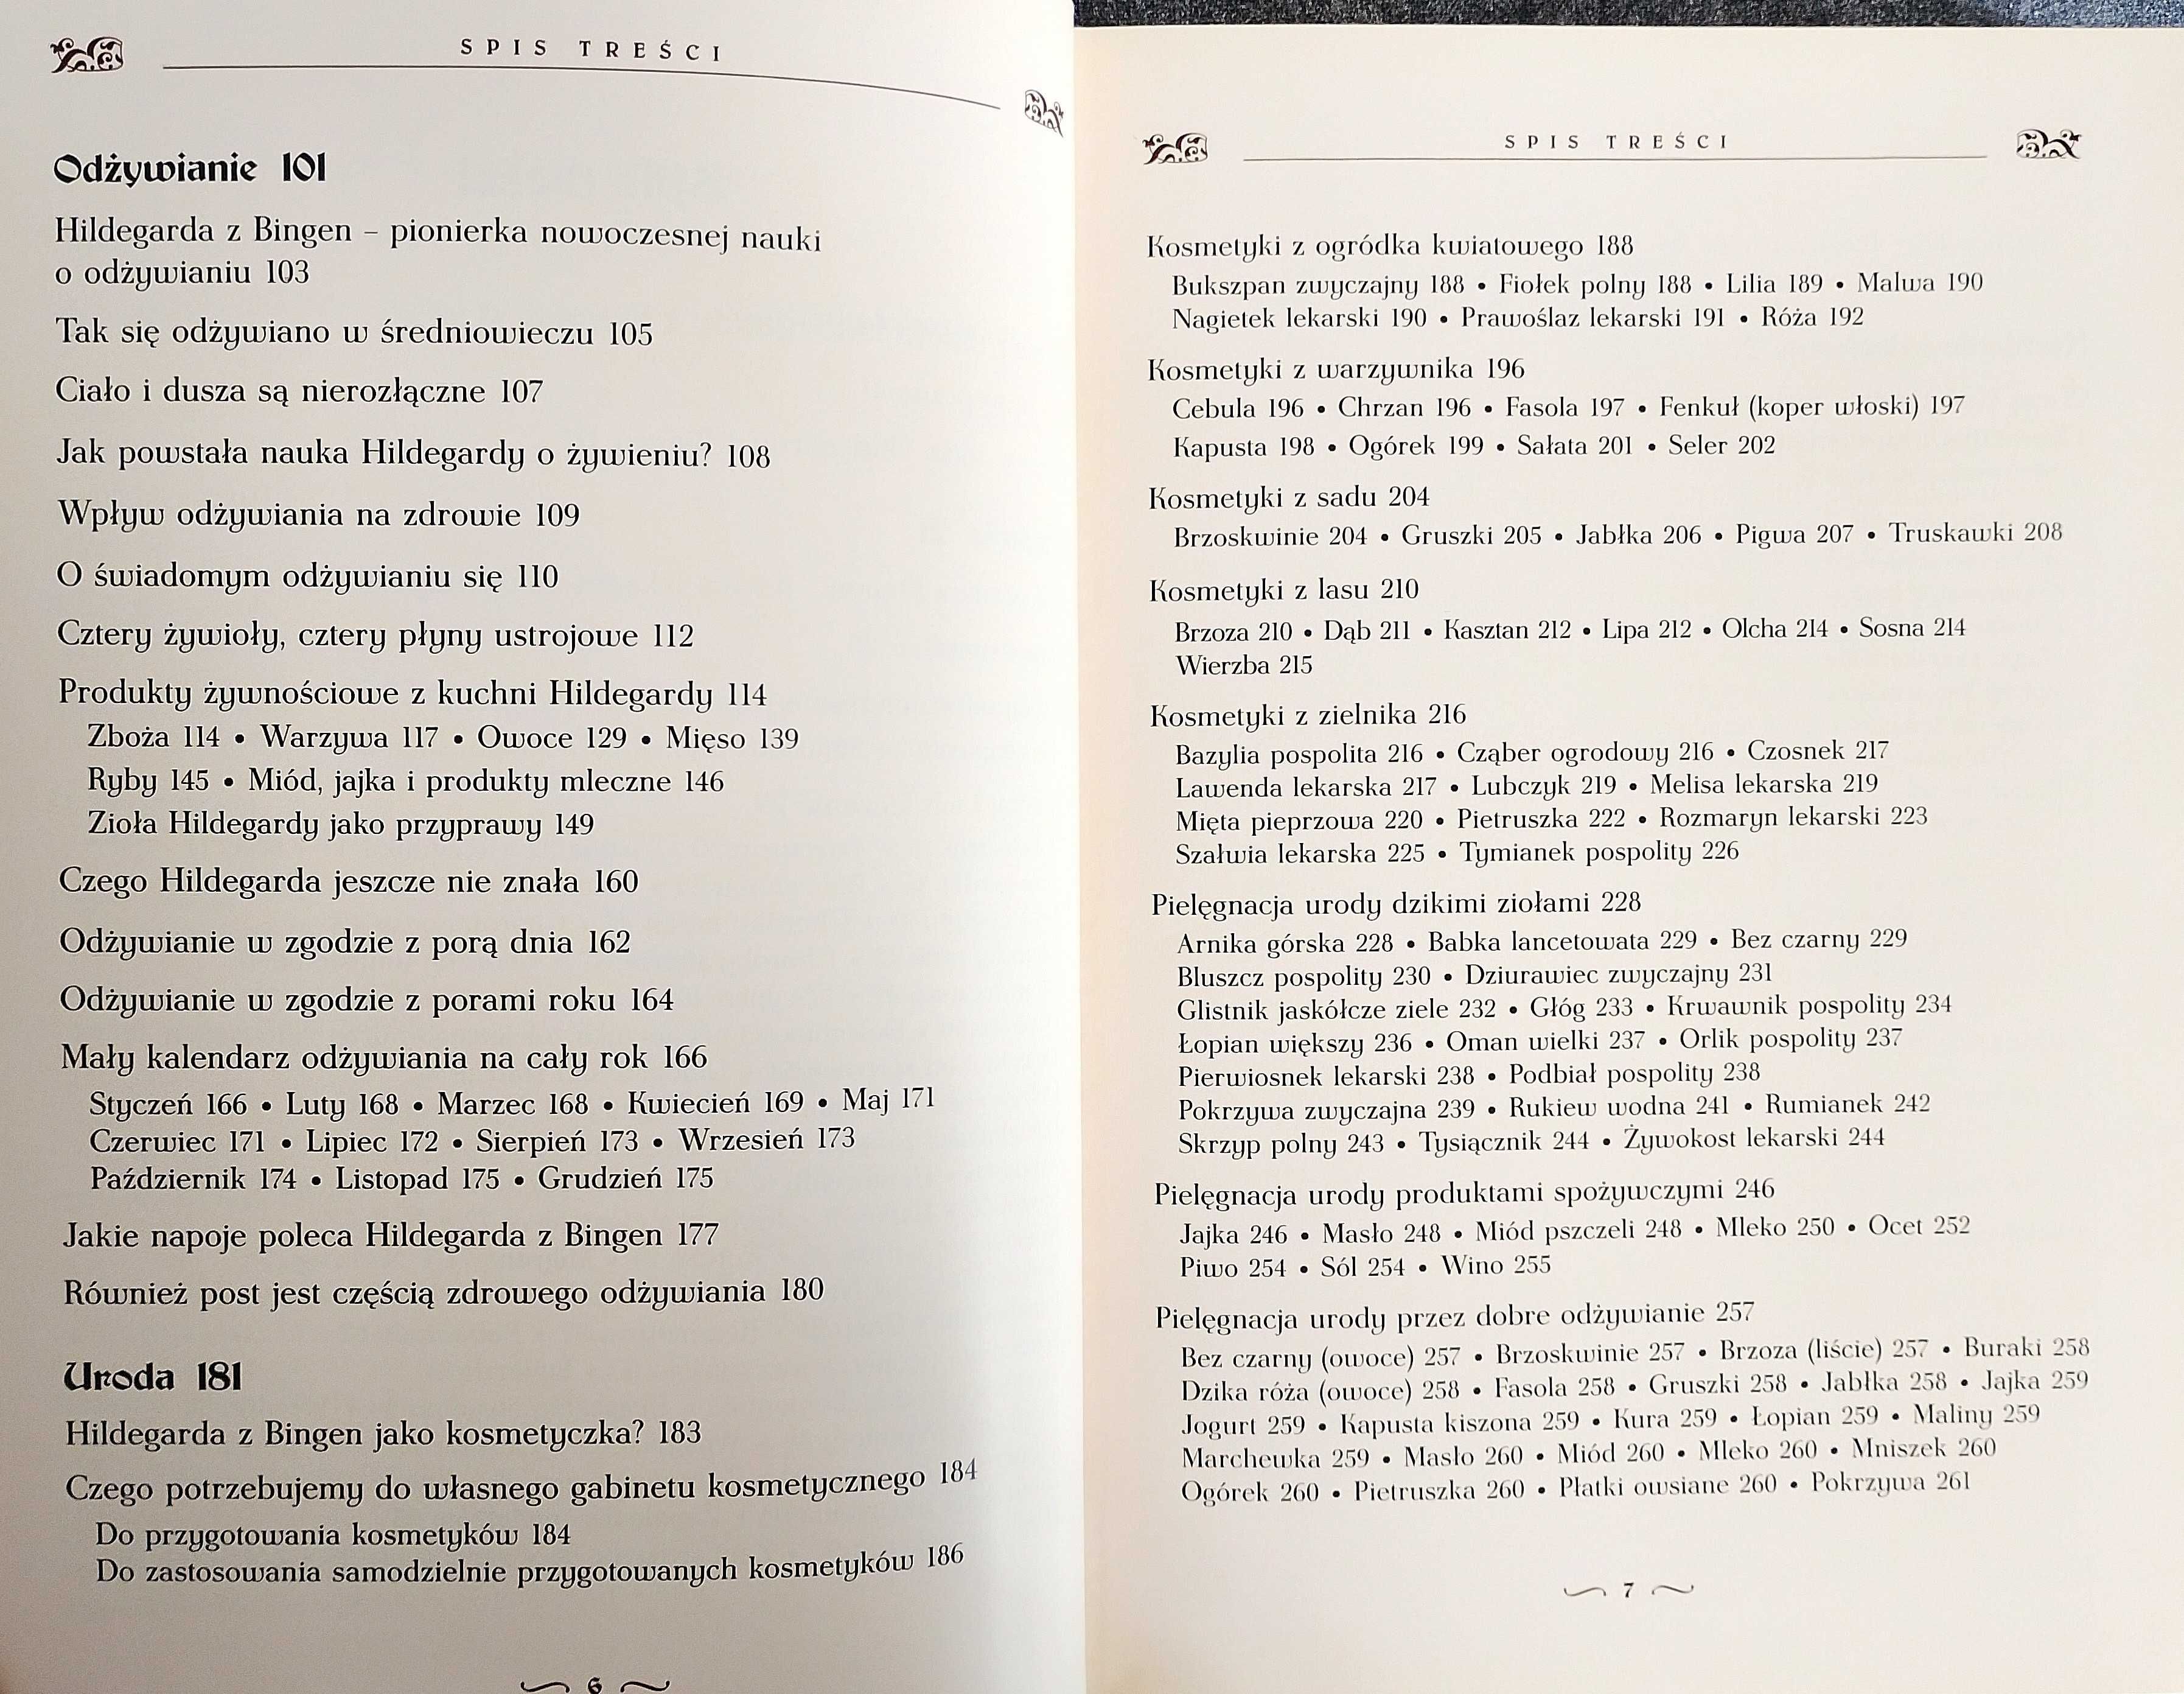 SPIS TREŚCI
Odżywianie 101
Hildegarda z Bingen – pionierka nowoczesnej nauki
o odżywianiu 103
Tak się odżywiano w średniowieczu 105
Ciało i dusza są nierozłączne 107
Jak powstała nauka Hildegardy o żywieniu? 108
Wpływ odżywiania na zdrowie 109
O świadomym odżywianiu się 110
Cztery żywioły, cztery płyny ustrojowe 112
Produkty żywnościowe z kuchni Hildegardy 114
Zboża 114 • Warzywa 117 • Owoce 129 • Mięso 139
Ryby 145 • Miód, jajka i produkty mleczne 146
Zioła Hildegardy jako przyprawy 149
Czego Hildegarda jeszcze nie znała 160
Odżywianie w zgodzie z porą dnia 162
Odżywianie w zgodzie z porami roku 164
Mały kalendarz odżywiania na cały rok 166
Styczeń 166 • Luty 168 • Marzec 168 • Kwiecień 169 • Maj 171
Czerwiec 171 • Lipiec 172 • Sierpień 173 • Wrzesień 173
Październik 174 • Listopad 175 • Grudzień 175
Jakie napoje poleca Hildegarda z Bingen 177
Również post jest częścią zdrowego odżywiania 180
Uroda 181
Hildegarda z Bingen jako kosmetyczka? 183
Czego potrzebujemy do własnego gabinetu kosmetycznego 184
Do przygotowania kosmetyków 184
Do zastosowania samodzielnie przygotowanych kosmetyków 186
6
SPIS TREŚCI
Kosmetyki z ogródka kwiatowego 188
Bukszpan zwyczajny 188 • Fiołek polny 188 • Lilia 189 • Malwa 190
Nagietek lekarski 190 • Prawoślaz lekarski 191 • Róża 192
Kosmetyki z warzywnika 196
Cebula 196 • Chrzan 196 • Fasola 197 • Fenkuł (koper włoski) 197
Kapusta 198 • Ogórek 199 • Sałata 201 • Seler 202
Kosmetyki z sadu 204
Brzoskwinie 204 • Gruszki 205 • Jabłka 206 • Pigwa 207 • Truskawki 208
Kosmetyki z lasu 210
Brzoza 210 • Dąb 211 • Kasztan 212 • Lipa 212 • Olcha 214 • Sosna 214
Wierzba 215
Kosmetyki z zielnika 216
Bazylia pospolita 216 • Cząber ogrodowy 216 • Czosnek 217
Lawenda lekarska 217 • Lubczyk 219 • Melisa lekarska 219
Mięta pieprzowa 220 • Pietruszka 222 • Rozmaryn lekarski 223
Szałwia lekarska 225 • Tymianek pospolity 226
Pielęgnacja urody dzikimi ziołami 228
Arnika górska 228 • Babka lancetowata 229 • Bez czarny 229
Bluszcz pospolity 230 • Dziurawiec zwyczajny 231
Glistnik jaskółcze ziele 232 • Głóg 233 • Krwawnik pospolity 234
Łopian większy 236 • Oman wielki 237 • Orlik pospolity 237
Pierwiosnek lekarski 238 • Podbiał pospolity 238
Pokrzywa zwyczajna 239 • Rukiew wodna 241 • Rumianek 242
Skrzyp polny 243 • Tysiącznik 244 • Żywokost lekarski 244
Pielęgnacja urody produktami spożywczymi 246
Jajka 246 • Masło 248 • Miód pszczeli 248 • Mleko 250 • Ocet 252
Piwo 254 • Sól 254 • Wino 255
Pielęgnacja urody przez dobre odżywianie 257
Bez czarny (owoce) 257 • Brzoskwinie 257 • Brzoza (liście) 257 • Buraki 258
Dzika róża (owoce) 258 • Fasola 258 • Gruszki 258 • Jabłka 258 • Jajka 259
Jogurt 259 • Kapusta kiszona 259 • Kura 259 • Łopian 259 • Maliny 259
Marchewka 259 • Masło 260 • Miód 260 • Mleko 260 • Mniszek 260
Ogórek 260 • Pietruszka 260 • Płatki owsiane 260 • Pokrzywa 261
7